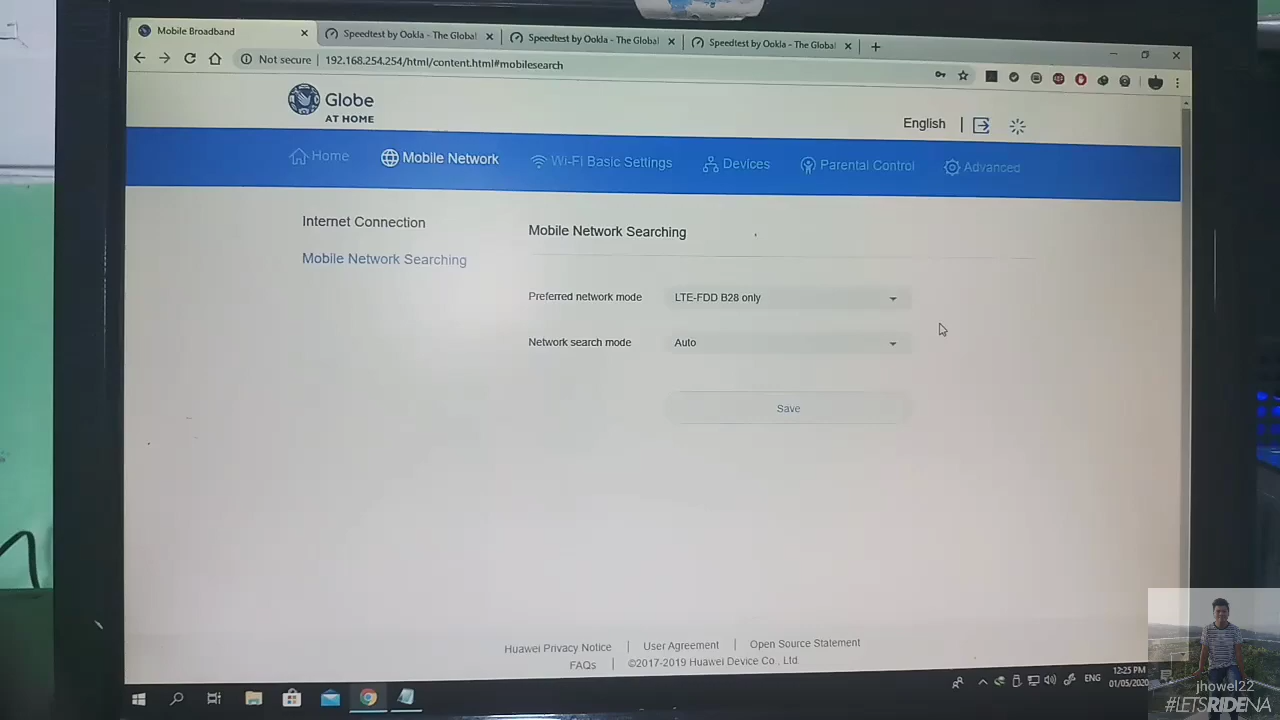 Mobile Broadband
Speedtest by Ookla - The Global
Speedtest by Ookla - The Global
Speedtest by Ookla - The Global
Not secure | 192.168.254.254/html/content.html#mobilesearch
Globe
AT HOME
English
Home
Mobile Network
Wi-Fi Basic Settings
Devices
Parental Control
Advanced
Internet Connection
Mobile Network Searching
Mobile Network Searching
Preferred network mode
LTE-FDD B28 only
Network search mode
Auto
Save
Huawei Privacy Notice | User Agreement | Open Source Statement
FAQs | ©2017-2019 Huawei Device Co., Ltd.
ENG
12:25 PM
01/05/2020
jhowel22
#LETSRIDENA